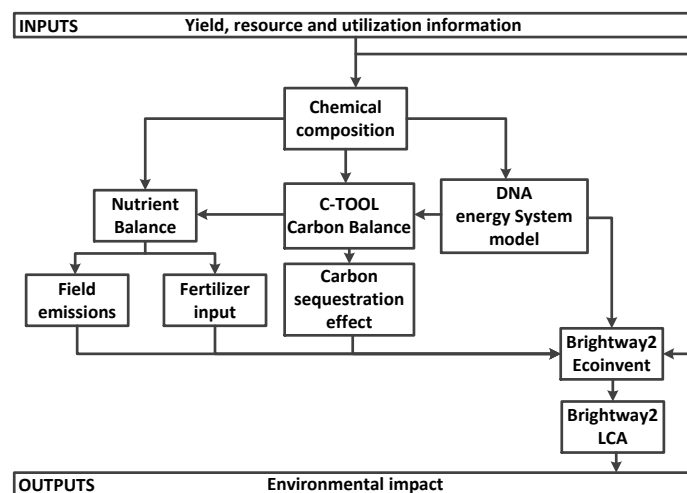 INPUTS Yield, resource and utilization information
Chemical
composition
Nutrient
Balance
C-TOOL
Carbon Balance
DNA
energy System
model
Field
emissions
Fertilizer
input
Carbon
sequestration
effect
Brightway2
Ecoinvent
Brightway2
LCA
OUTPUTS Environmental impact